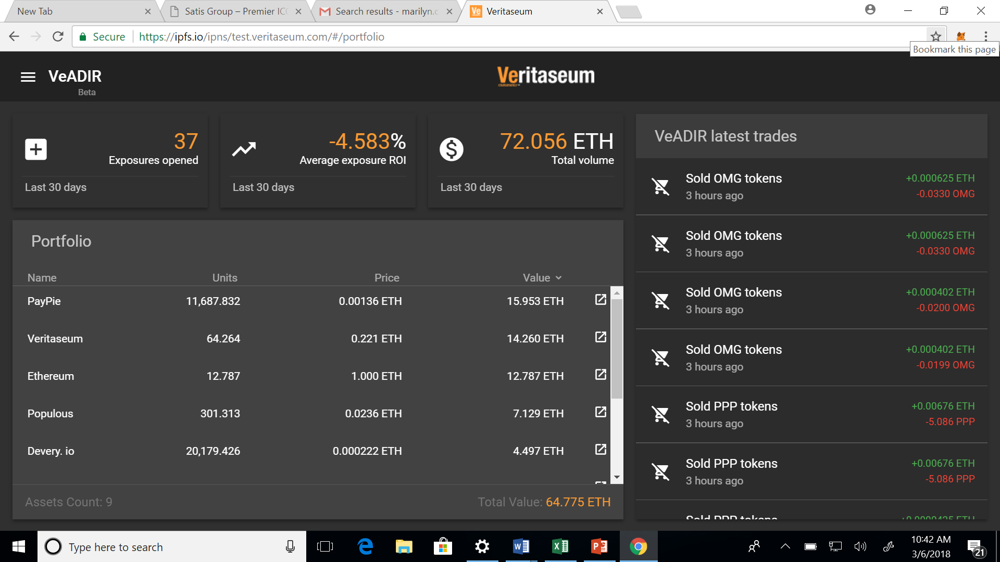 New Tab
Satis Group – Premier ICO
Search results - marilyn.c
Veritaseum
Secure
https://ipfs.io/ipns/test.veritaseum.com/#/portfolio
Bookmark this page
VeADIR
Beta
Veritaseum
37
Exposures opened
Last 30 days
-4.583%
Average exposure ROI
Last 30 days
72.056 ETH
Total volume
Last 30 days
Portfolio
Name Units Price Value
PayPie 11,687.832 0.00136 ETH 15.953 ETH
Veritaseum 64.264 0.221 ETH 14.260 ETH
Ethereum 12.787 1.000 ETH 12.787 ETH
Populous 301.313 0.0236 ETH 7.129 ETH
Devery. io 20,179.426 0.000222 ETH 4.497 ETH
Assets Count: 9 Total Value: 64.775 ETH
VeADIR latest trades
Sold OMG tokens +0.000625 ETH
3 hours ago -0.0330 OMG
Sold OMG tokens +0.000625 ETH
3 hours ago -0.0330 OMG
Sold OMG tokens +0.000402 ETH
3 hours ago -0.0200 OMG
Sold OMG tokens +0.000402 ETH
3 hours ago -0.0199 OMG
Sold PPP tokens +0.00676 ETH
3 hours ago -5.086 PPP
Sold PPP tokens +0.00676 ETH
3 hours ago -5.086 PPP
Sold PPP tokens
Type here to search
10:42 AM
3/6/2018
21